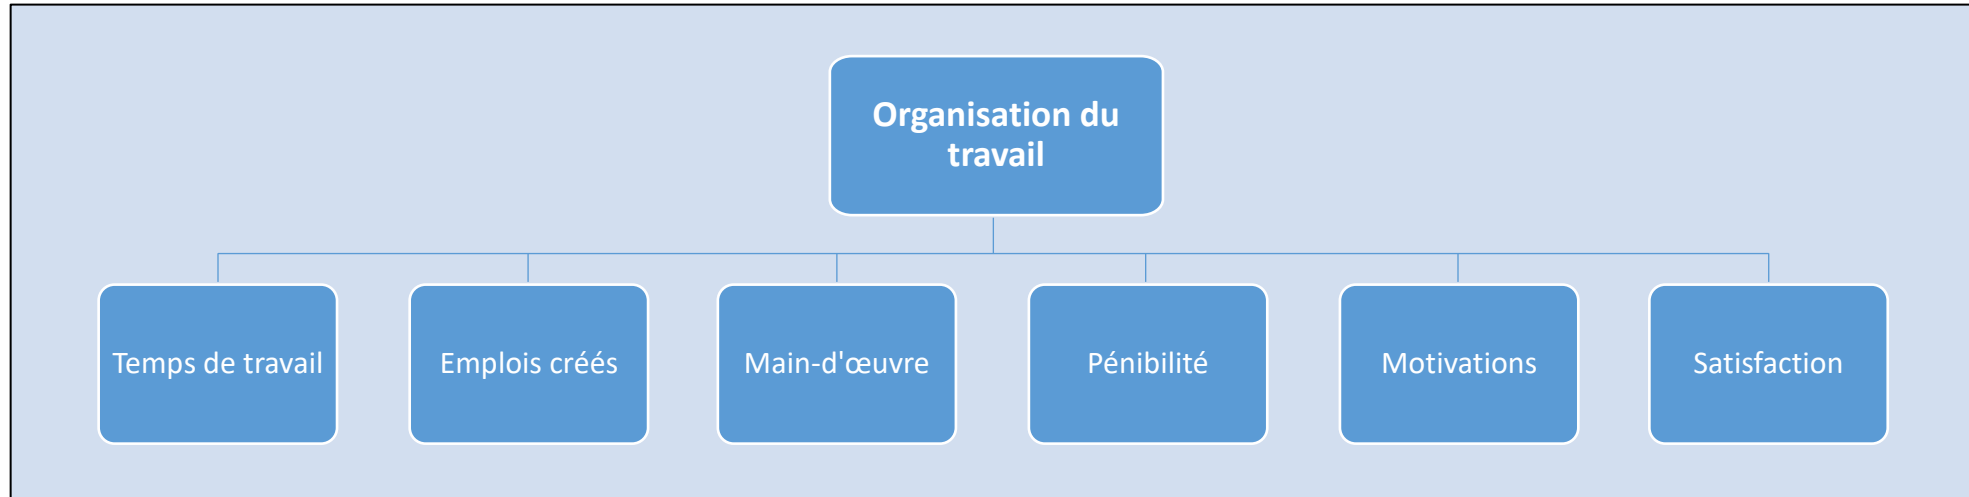 Organisation du
travail
Temps de travail
Emplois créés
Main-d'œuvre
Pénibilité
Motivations
Satisfaction